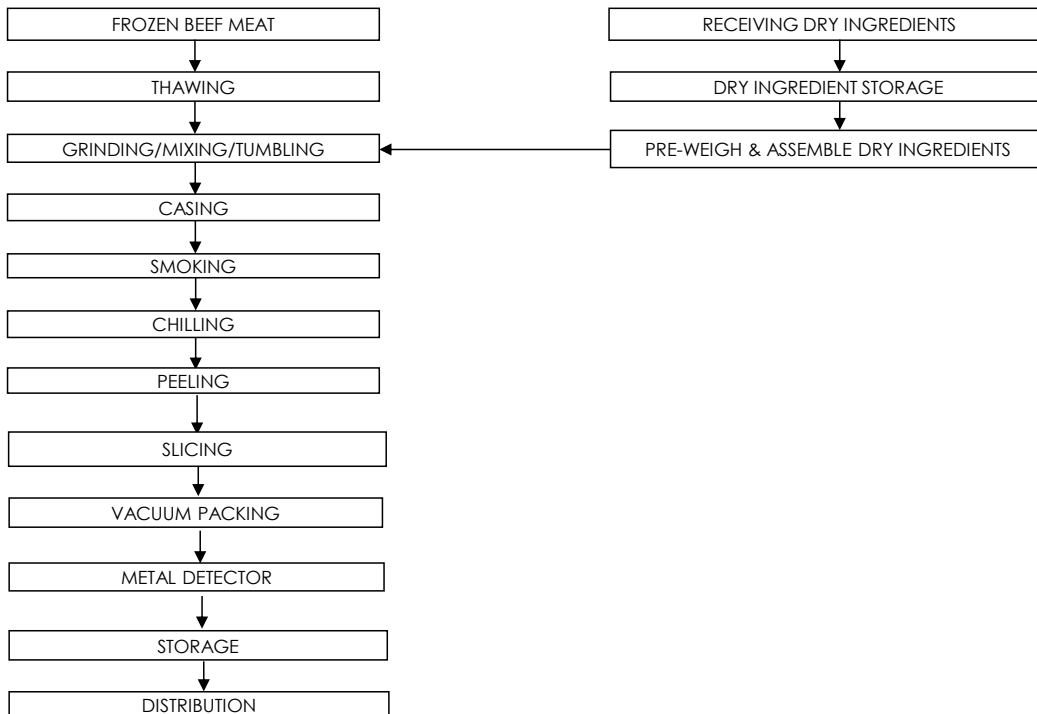 FROZEN BEEF MEAT
THAWING
GRINDING/MIXING/TUMBLING
CASING
SMOKING
CHILLING
PEELING
SLICING
VACUUM PACKING
METAL DETECTOR
STORAGE
DISTRIBUTION
RECEIVING DRY INGREDIENTS
DRY INGREDIENT STORAGE
PRE-WEIGH & ASSEMBLE DRY INGREDIENTS